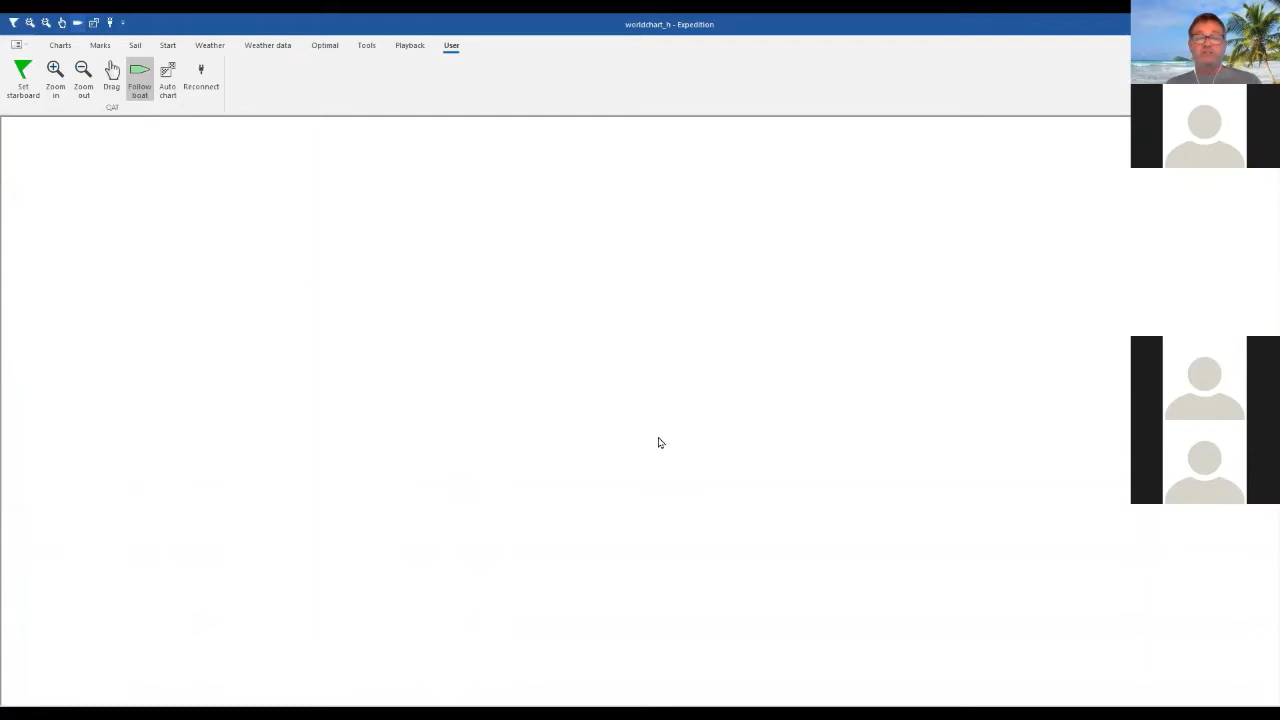 worldchart_h - Expedition
Charts Marks Sail Start Weather Weather data Optimal Tools Playback User
Set starboard
Zoom in
Zoom out
Drag
Follow boat
Auto chart
Reconnect
QAT